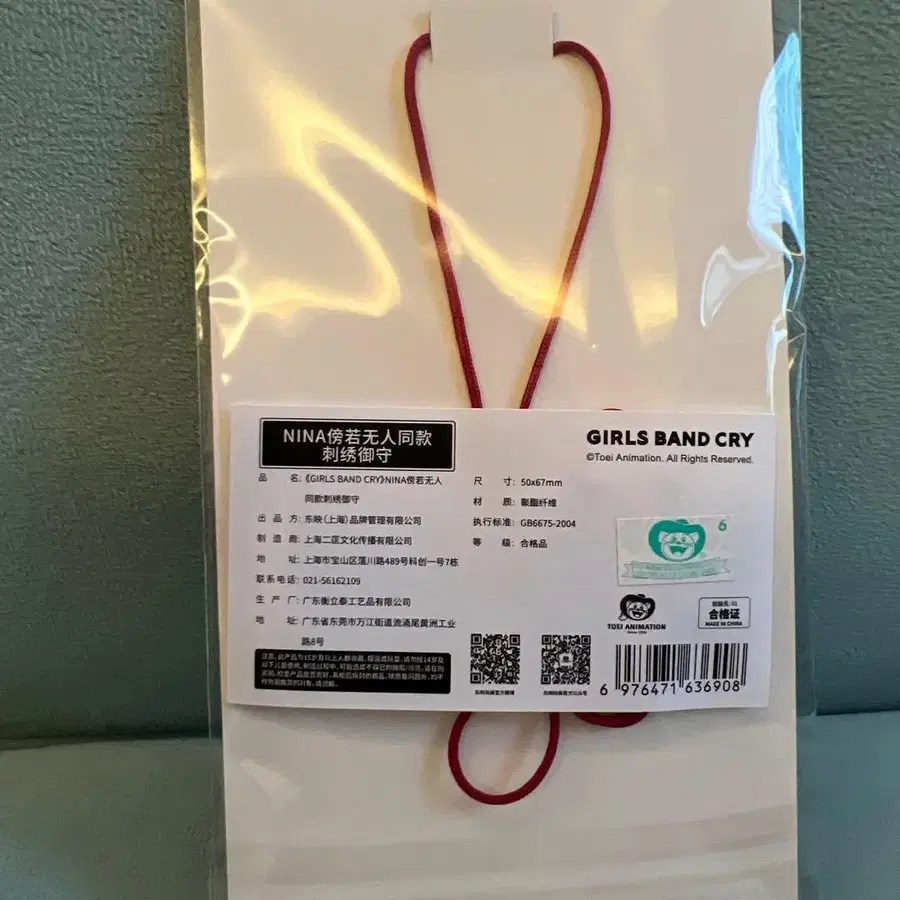 NINA傍若无人同款
刺绣御守
GIRLS BAND CRY
©Toei Animation. All Rights Reserved.
品 名:《GIRLS BAND CRY》NINA傍若无人
同款刺绣御守
出 品 方: 东映(上海)品牌管理有限公司
制 造 商: 上海二匡文化传播有限公司
地 址: 上海市宝山区蕰川路489号科创一号7栋
联系电话: 021-56162109
生 产 厂: 广东衡立泰工艺品有限公司
地 址: 广东省东莞市万江街道流涌尾黄洲工业
路8号
尺 寸: 50x67mm
材 质: 聚酯纤维
执行标准: GB6675-2004
等 级: 合格品
6
TOEI ANIMATION
合格证
MADE IN CHINA
6 976471 636908